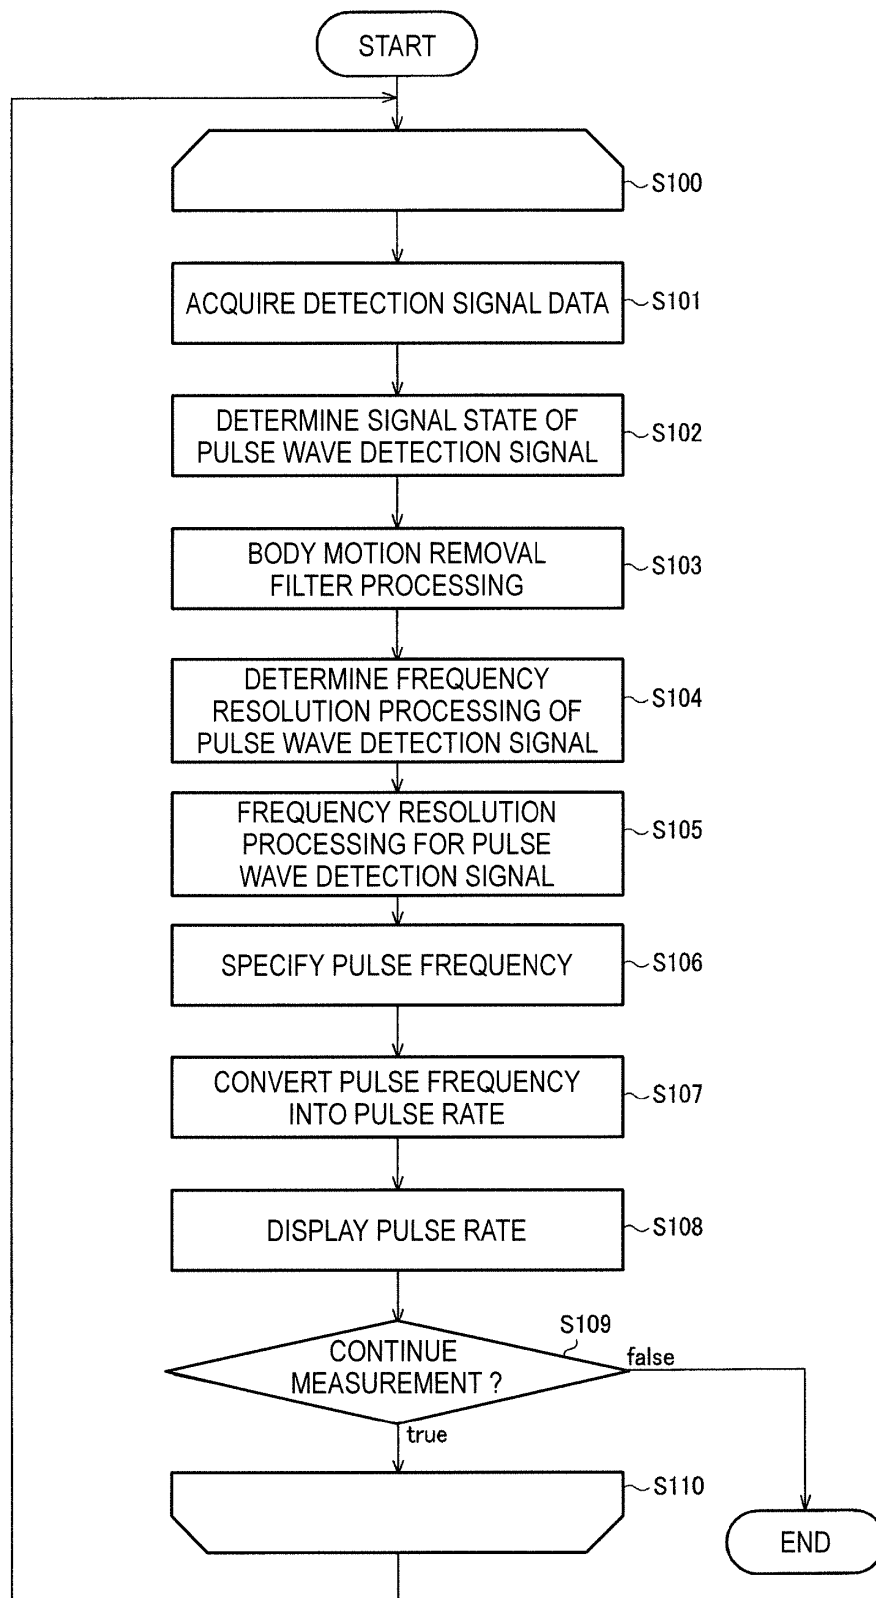 START
S100
ACQUIRE DETECTION SIGNAL DATA
S101
DETERMINE SIGNAL STATE OF
PULSE WAVE DETECTION SIGNAL
S102
BODY MOTION REMOVAL
FILTER PROCESSING
S103
DETERMINE FREQUENCY
RESOLUTION PROCESSING OF
PULSE WAVE DETECTION SIGNAL
S104
FREQUENCY RESOLUTION
PROCESSING FOR PULSE
WAVE DETECTION SIGNAL
S105
SPECIFY PULSE FREQUENCY
S106
CONVERT PULSE FREQUENCY
INTO PULSE RATE
S107
DISPLAY PULSE RATE
S108
S109
CONTINUE
MEASUREMENT ?
false
true
S110
END